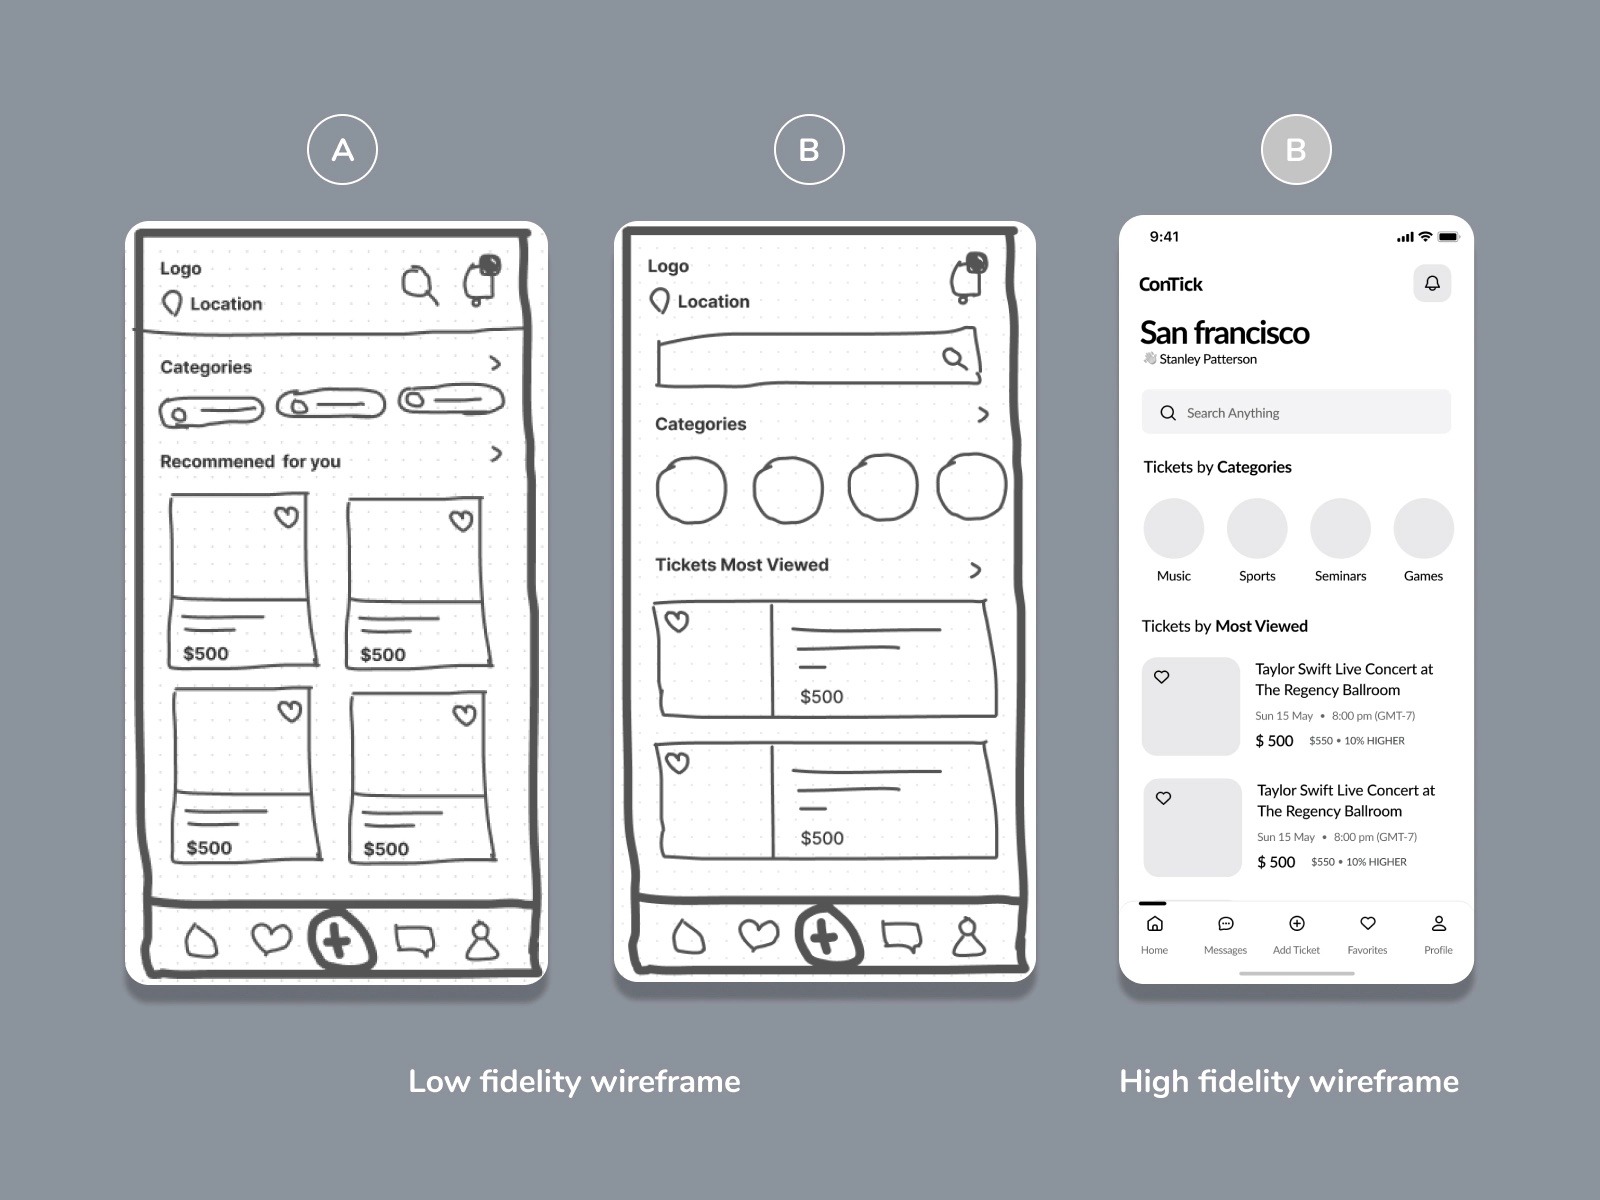 A
Logo
Location
Categories
Recommened for you
$500
$500
$500
$500
B
Logo
Location
Categories
Tickets Most Viewed
$500
$500
Low fidelity wireframe
B
9:41
ConTick
San francisco
👋 Stanley Patterson
Search Anything
Tickets by Categories
Music Sports Seminars Games
Tickets by Most Viewed
Taylor Swift Live Concert at
The Regency Ballroom
Sun 15 May • 8:00 pm (GMT-7)
$ 500 $550 • 10% HIGHER
Taylor Swift Live Concert at
The Regency Ballroom
Sun 15 May • 8:00 pm (GMT-7)
$ 500 $550 • 10% HIGHER
Home Messages Add Ticket Favorites Profile
High fidelity wireframe